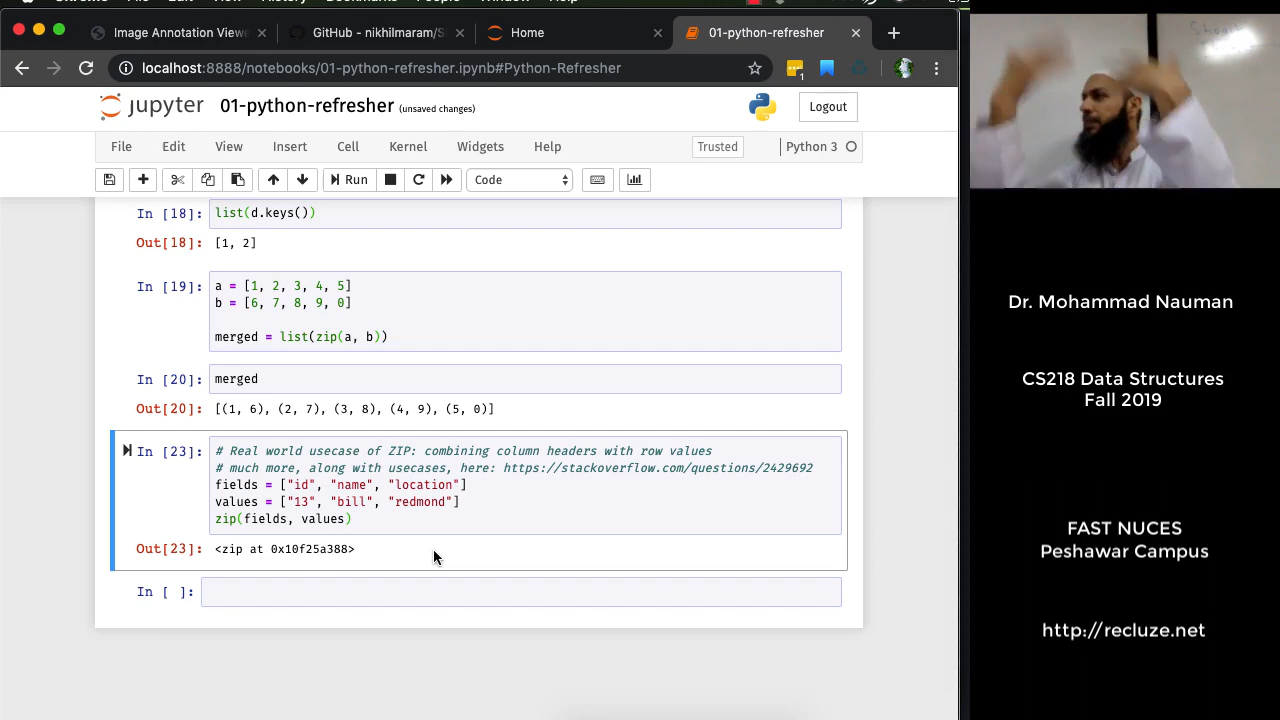 Image Annotation Viewe
GitHub - nikhilmaram/S
Home
01-python-refresher
localhost:8888/notebooks/01-python-refresher.ipynb#Python-Refresher
1
jupyter 01-python-refresher (unsaved changes)
Logout
File Edit View Insert Cell Kernel Widgets Help
Trusted
Python 3
Run
Code
In [18]: list(d.keys())
Out[18]: [1, 2]
In [19]: a = [1, 2, 3, 4, 5]
b = [6, 7, 8, 9, 0]
merged = list(zip(a, b))
In [20]: merged
Out[20]: [(1, 6), (2, 7), (3, 8), (4, 9), (5, 0)]
In [23]: # Real world usecase of ZIP: combining column headers with row values
# much more, along with usecases, here: https://stackoverflow.com/questions/2429692
fields = ["id", "name", "location"]
values = ["13", "bill", "redmond"]
zip(fields, values)
Out[23]: <zip at 0x10f25a388>
In [ ]:
Dr. Mohammad Nauman
CS218 Data Structures
Fall 2019
FAST NUCES
Peshawar Campus
http://recluze.net